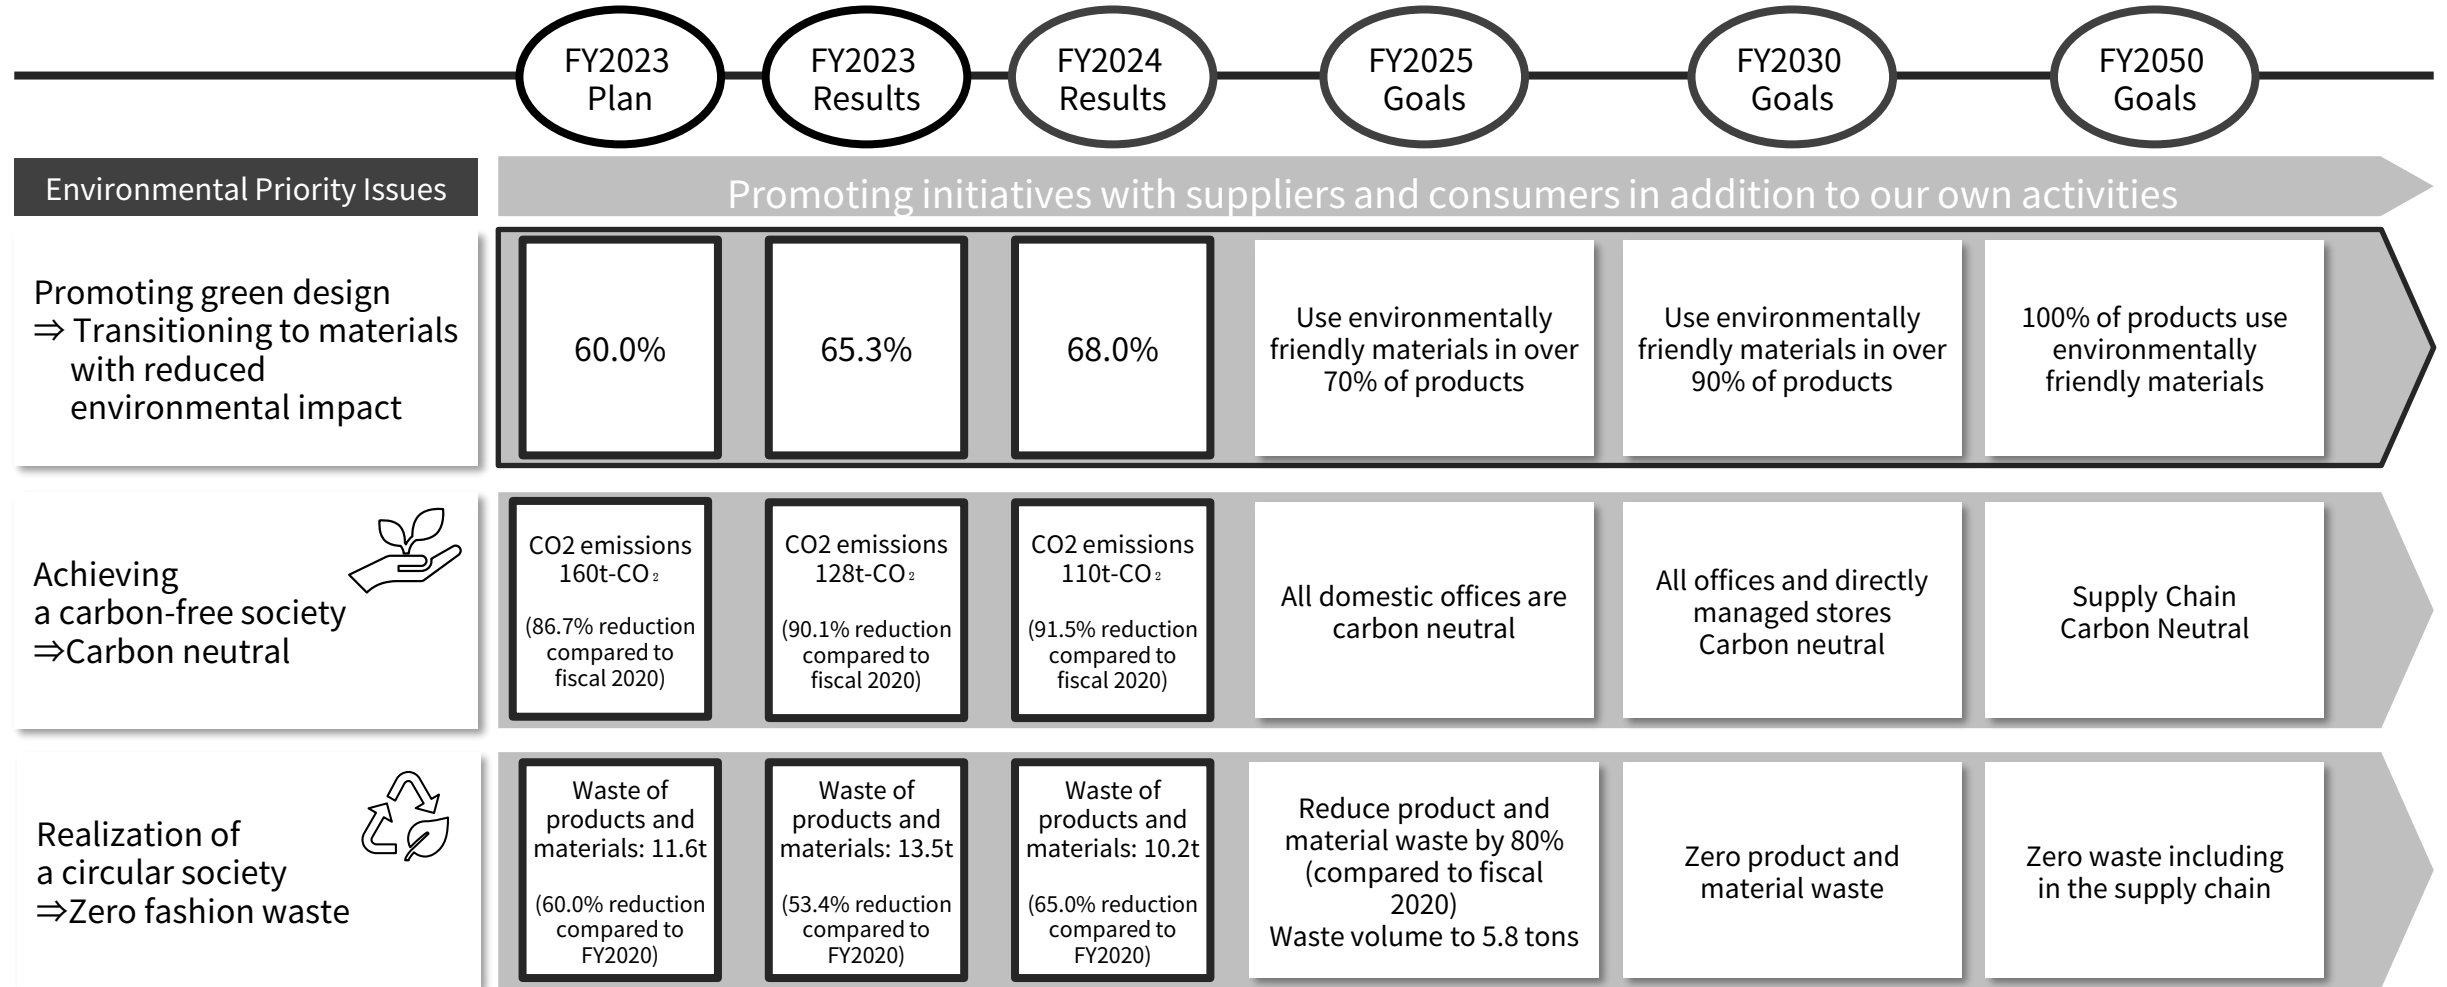 FY2023
Plan
FY2023
Results
FY2024
Results
FY2025
Goals
FY2030
Goals
FY2050
Goals
Environmental Priority Issues
Promoting initiatives with suppliers and consumers in addition to our own activities
Promoting green design
⇒ Transitioning to materials
with reduced
environmental impact
60.0%
65.3%
68.0%
Use environmentally
friendly materials in over
70% of products
Use environmentally
friendly materials in over
90% of products
100% of products use
environmentally
friendly materials
Achieving
a carbon-free society
⇒Carbon neutral
CO2 emissions
160t-CO₂
(86.7% reduction
compared to
fiscal 2020)
CO2 emissions
128t-CO₂
(90.1% reduction
compared to
fiscal 2020)
CO2 emissions
110t-CO₂
(91.5% reduction
compared to
fiscal 2020)
All domestic offices are
carbon neutral
All offices and directly
managed stores
Carbon neutral
Supply Chain
Carbon Neutral
Realization of
a circular society
⇒Zero fashion waste
Waste of
products and
materials: 11.6t
(60.0% reduction
compared to
FY2020)
Waste of
products and
materials: 13.5t
(53.4% reduction
compared to
FY2020)
Waste of
products and
materials: 10.2t
(65.0% reduction
compared to
FY2020)
Reduce product and
material waste by 80%
(compared to fiscal
2020)
Waste volume to 5.8 tons
Zero product and
material waste
Zero waste including
in the supply chain